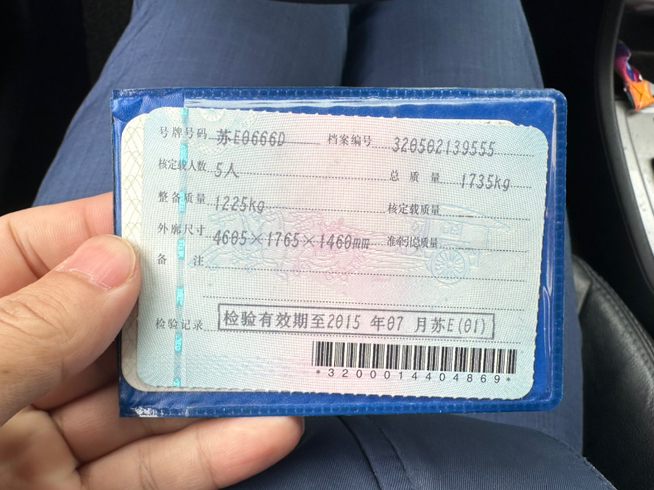 号牌号码 苏E0666D 档案编号 320502139555
核定载人数 5人 总质量 1735kg
整备质量 1225kg 核定载质量
外廓尺寸 4605×1765×1460mm 准牵引总质量
备注
检验记录 检验有效期至2015 年07 月苏E(01)
*3200014404869*